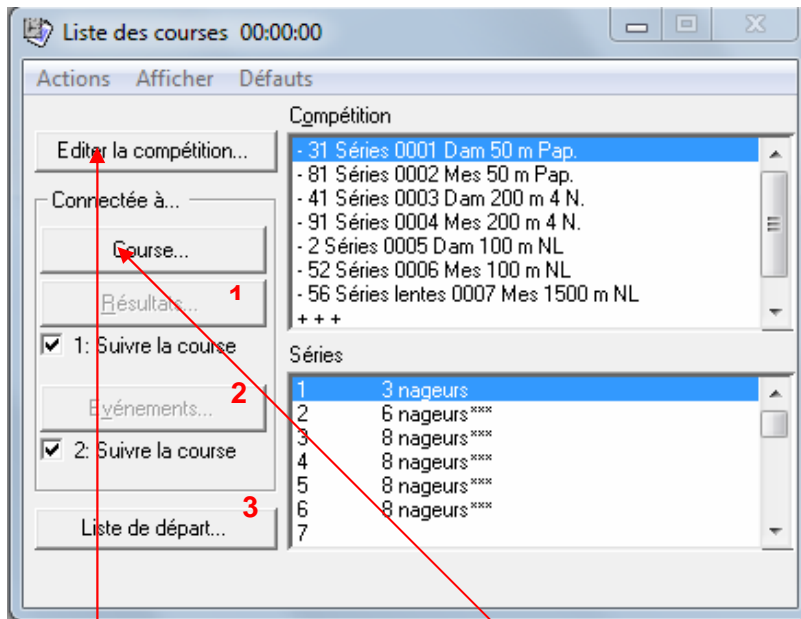 Liste des courses 00:00:00
Actions Afficher Défauts
Compétition
Editer la compétition...
- 31 Séries 0001 Dam 50 m Pap.
- 81 Séries 0002 Mes 50 m Pap.
- 41 Séries 0003 Dam 200 m 4 N.
- 91 Séries 0004 Mes 200 m 4 N.
- 2 Séries 0005 Dam 100 m NL
- 52 Séries 0006 Mes 100 m NL
- 56 Séries lentes 0007 Mes 1500 m NL
+ + +
Connectée à...
Course...
Résultats...
1
1: Suivre la course
Evénements...
2
2: Suivre la course
3
Liste de départ...
Séries
1 3 nageurs
2 6 nageurs***
3 8 nageurs***
4 8 nageurs***
5 8 nageurs***
6 8 nageurs***
7